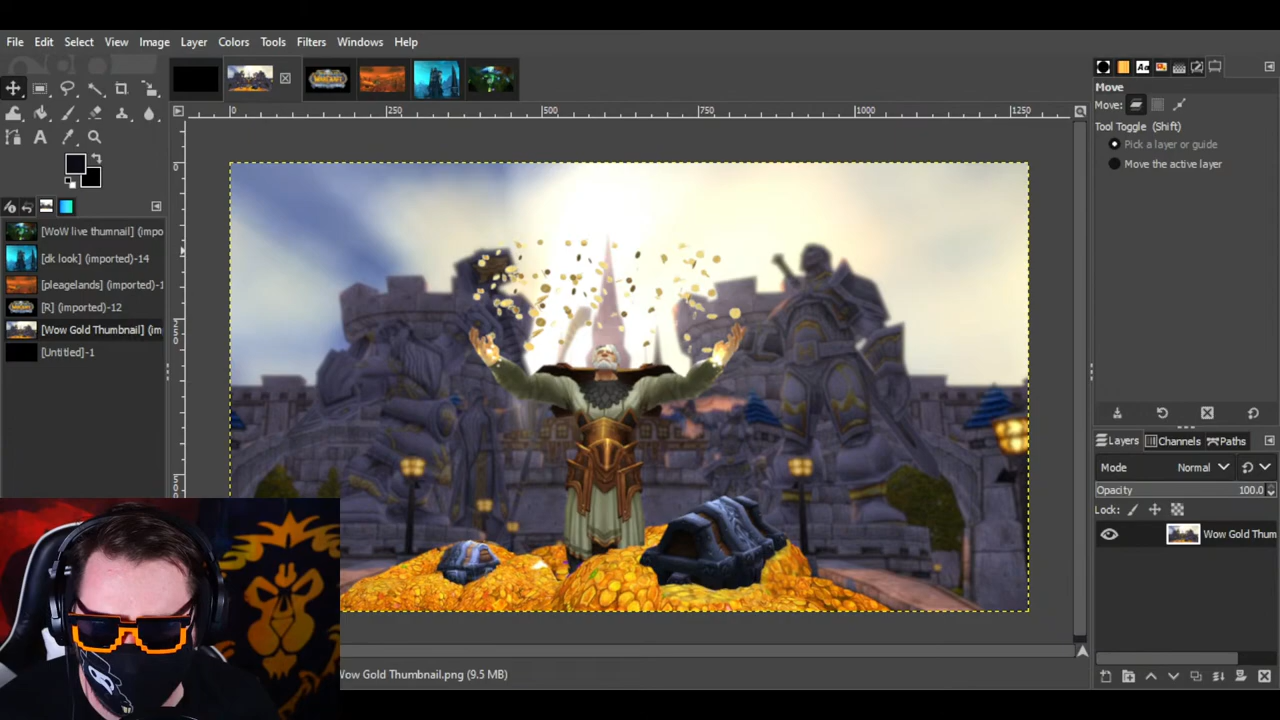 File Edit Select View Image Layer Colors Tools Filters Windows Help
WARCRAFT
0 250 500 750 1000 1250
Move
Move:
Tool Toggle (Shift)
Pick a layer or guide
Move the active layer
[WoW live thumnail] (impo
[dk look] (imported)-14
[pleagelands] (imported)-1
[R] (imported)-12
[Wow Gold Thumbnail] (im
[Untitled]-1
Layers Channels Paths
Mode Normal
Opacity 100.0
Lock:
Wow Gold Thum
Wow Gold Thumbnail.png (9.5 MB)